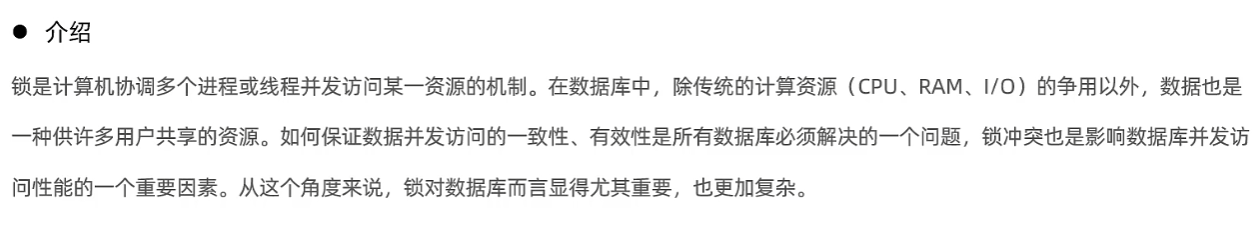 ● 介绍
锁是计算机协调多个进程或线程并发访问某一资源的机制。在数据库中，除传统的计算资源（CPU、RAM、I/O）的争用以外，数据也是
一种供许多用户共享的资源。如何保证数据并发访问的一致性、有效性是所有数据库必须解决的一个问题，锁冲突也是影响数据库并发访
问性能的一个重要因素。从这个角度来说，锁对数据库而言显得尤其重要，也更加复杂。